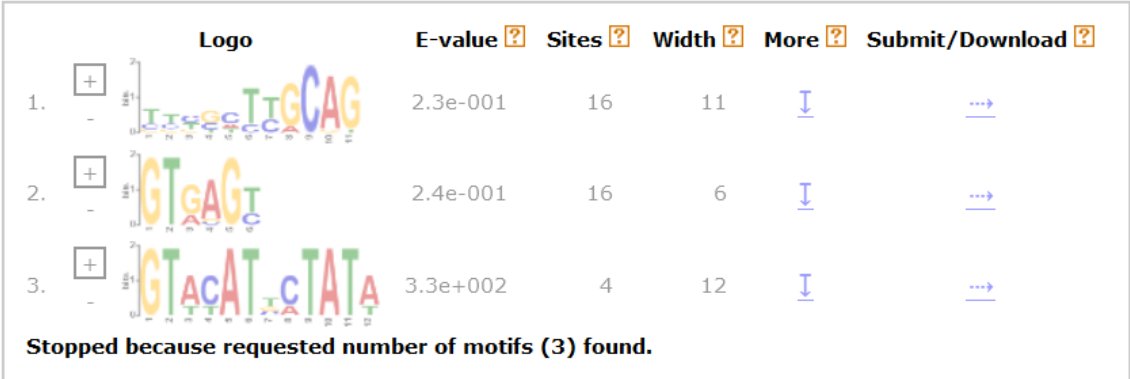 Logo E-value ? Sites ? Width ? More ? Submit/Download ?
1. + 2.3e-001 16 11
-
2. + 2.4e-001 16 6
-
3. + 3.3e+002 4 12
-
Stopped because requested number of motifs (3) found.